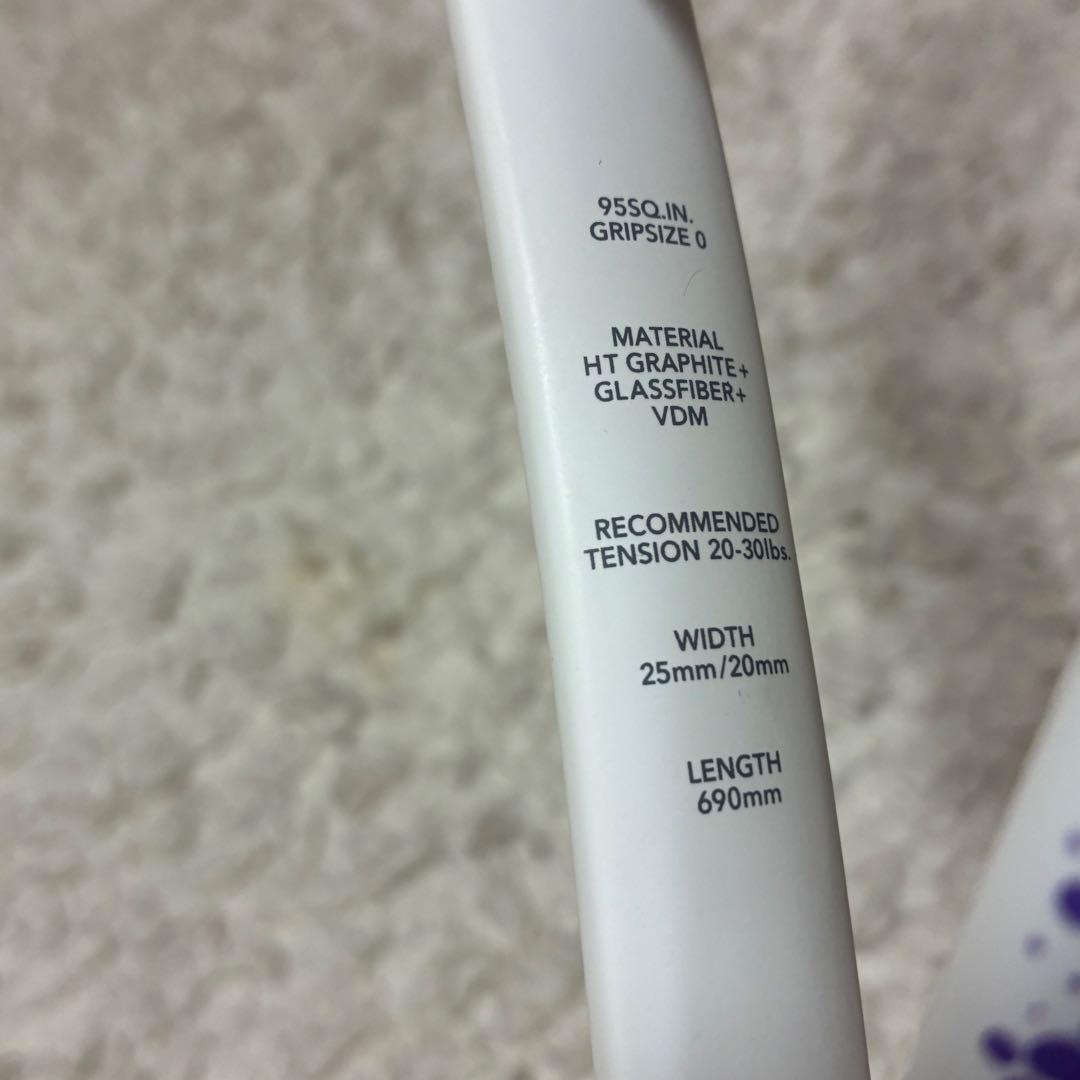 95SQ.IN.
GRIPSIZE 0
MATERIAL
HT GRAPHITE+
GLASSFIBER+
VDM
RECOMMENDED
TENSION 20-30lbs.
WIDTH
25mm/20mm
LENGTH
690mm